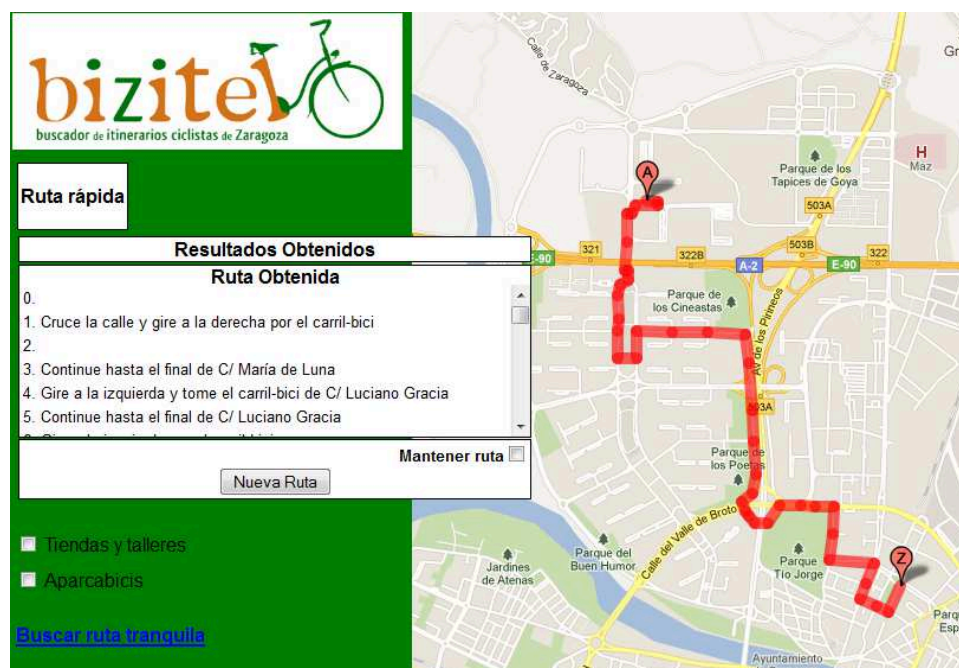 bizitel
buscador de itinerarios ciclistas de Zaragoza
Ruta rápida
Resultados Obtenidos
Ruta Obtenida
0.
1. Cruce la calle y gire a la derecha por el carril-bici
2.
3. Continue hasta el final de C/ María de Luna
4. Gire a la izquierda y tome el carril-bici de C/ Luciano Gracia
5. Continue hasta el final de C/ Luciano Gracia
Mantener ruta
Nueva Ruta
Tiendas y talleres
Aparcabicis
Buscar ruta tranquila
Calle de
Zaragoza
Gr
H
Maz
Parque de los
Tapices de Goya
A
503A
503B
E-90
321
322B
A-2
E-90
322
Parque de
los Cineastas
Av de los Pirineos
503A
Parque de
los Poetas
Calle del Valle de Broto
Jardines
de Atenas
Parque del
Buen Humor
Parque
Tío Jorge
Z
Parqu
Esp
Ayuntamiento